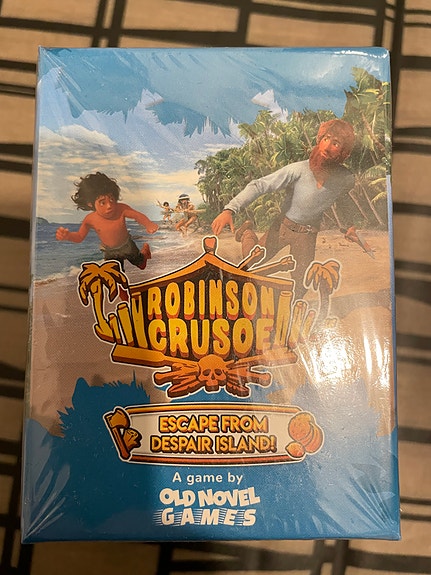 ROBINSON
CRUSOE
ESCAPE FROM
DESPAIR ISLAND!
A game by
OLD NOVEL
GAMES